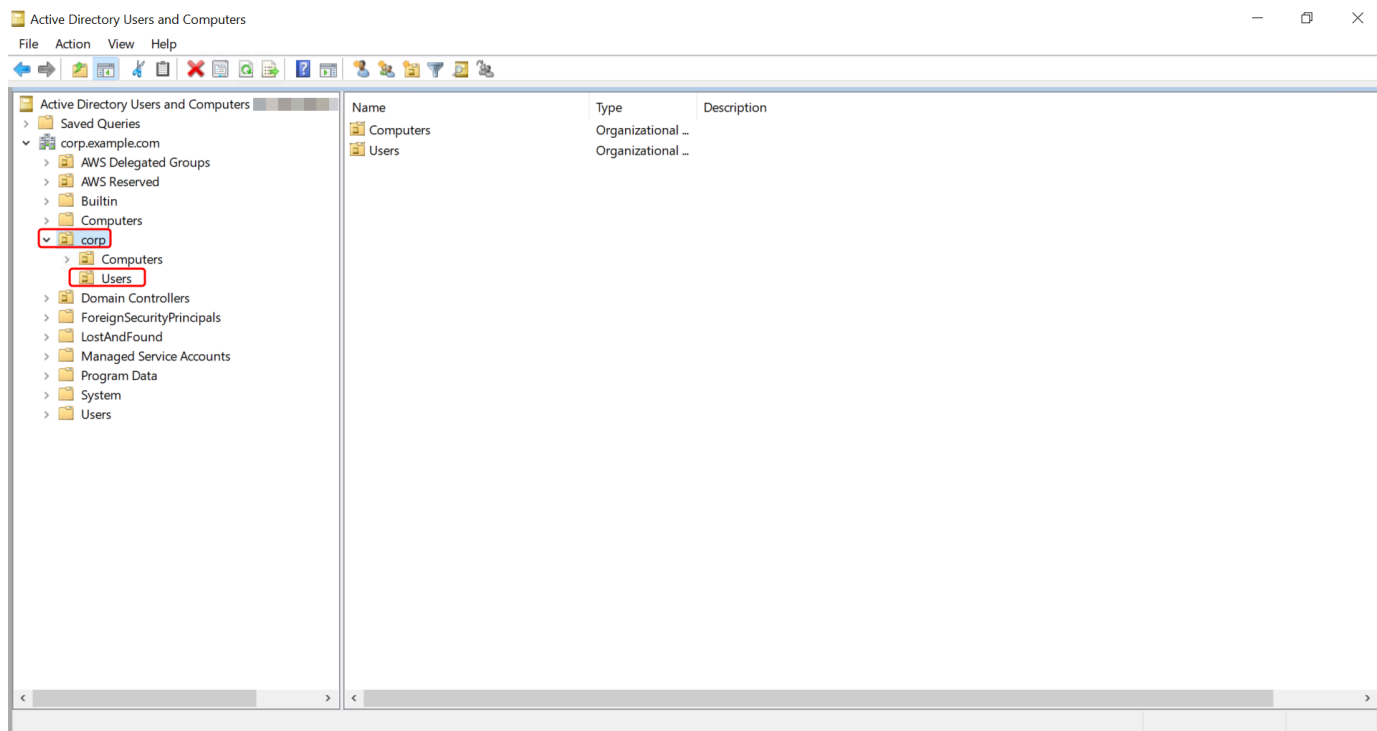 Active Directory Users and Computers
File Action View Help
Active Directory Users and Computers
Saved Queries
corp.example.com
AWS Delegated Groups
AWS Reserved
Builtin
Computers
corp
Computers
Users
Domain Controllers
ForeignSecurityPrincipals
LostAndFound
Managed Service Accounts
Program Data
System
Users
Name Type Description
Computers Organizational ...
Users Organizational ...